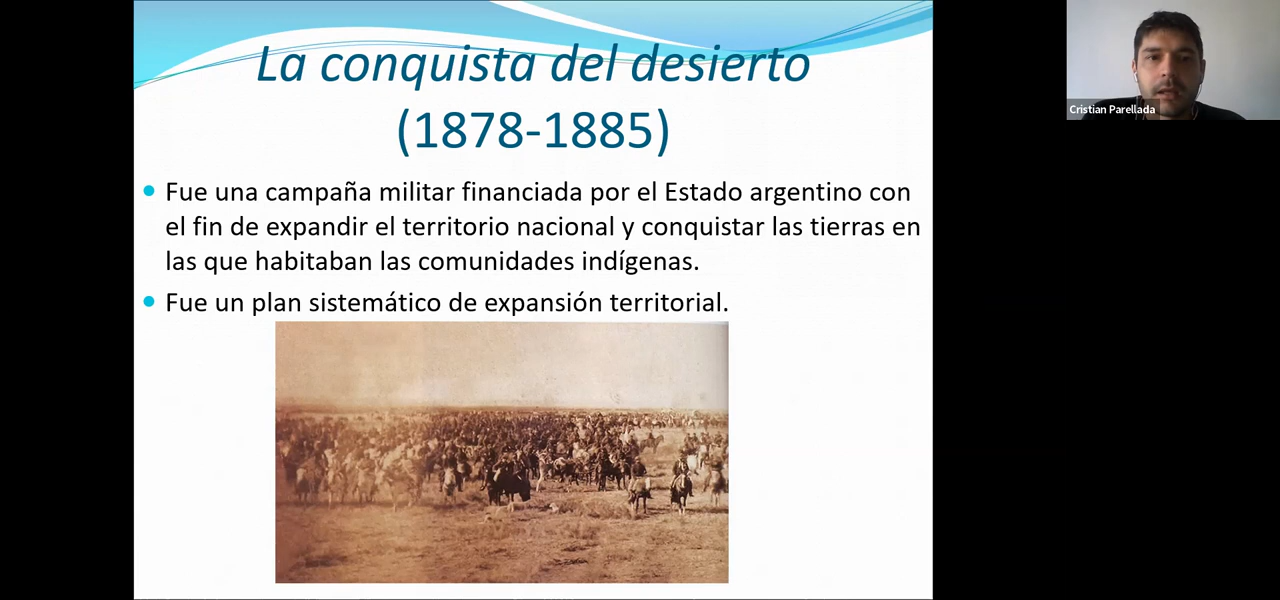 La conquista del desierto
(1878-1885)
Fue una campaña militar financiada por el Estado argentino con
el fin de expandir el territorio nacional y conquistar las tierras en
las que habitaban las comunidades indígenas.
Fue un plan sistemático de expansión territorial.
Cristian Parellada